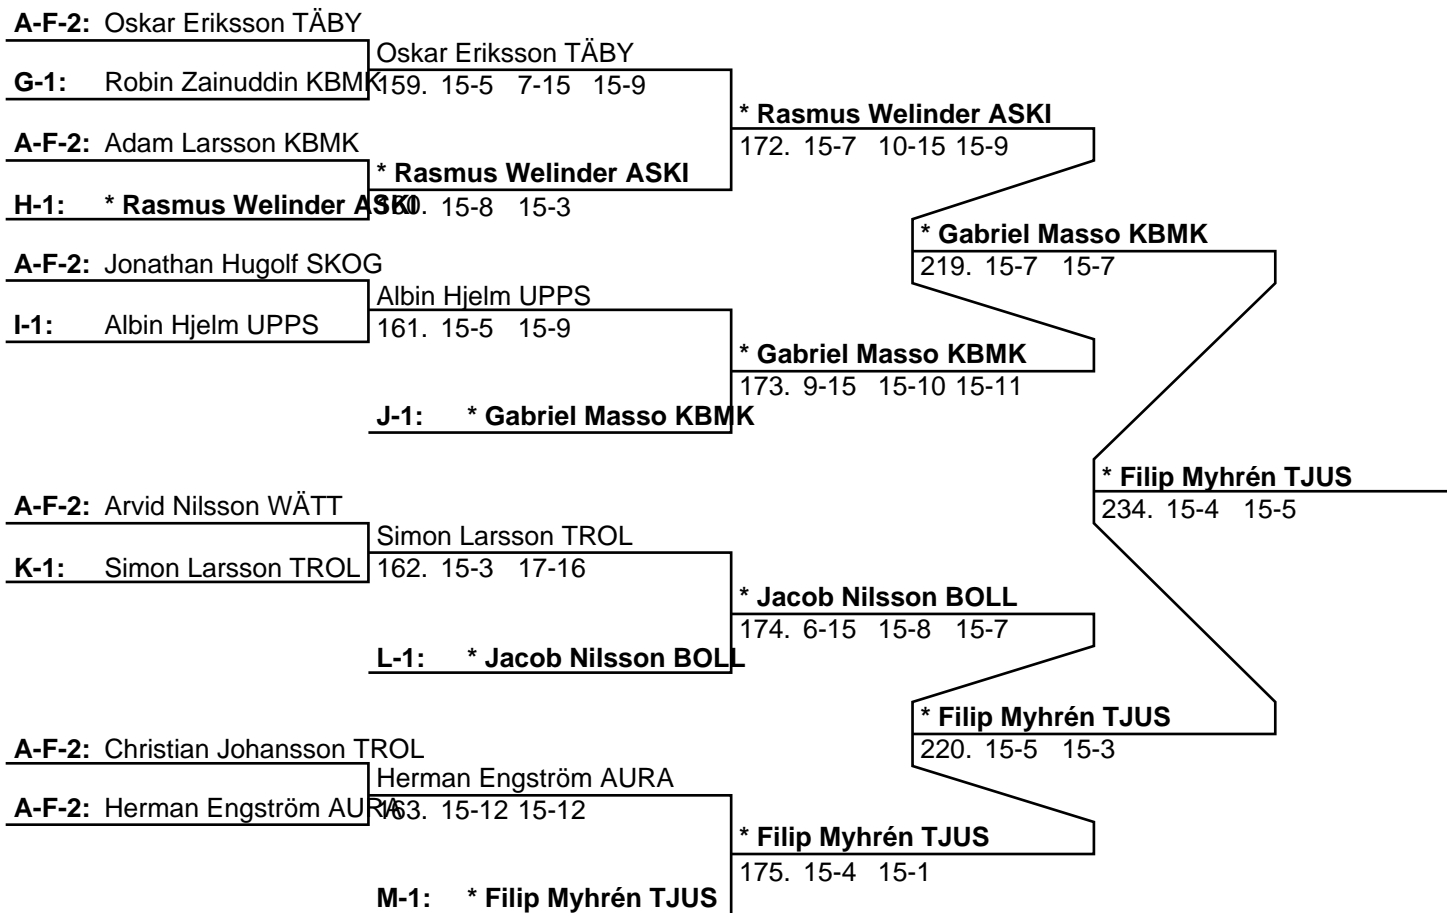 A-F-2: Oskar Eriksson TÄBY
Oskar Eriksson TÄBY
G-1: Robin Zainuddin KBMK
159. 15-5 7-15 15-9
* Rasmus Welinder ASKI
172. 15-7 10-15 15-9
A-F-2: Adam Larsson KBMK
* Rasmus Welinder ASKI
H-1: * Rasmus Welinder ASKI
160. 15-8 15-3
* Gabriel Masso KBMK
219. 15-7 15-7
A-F-2: Jonathan Hugolf SKOG
Albin Hjelm UPPS
I-1: Albin Hjelm UPPS
161. 15-5 15-9
* Gabriel Masso KBMK
173. 9-15 15-10 15-11
J-1: * Gabriel Masso KBMK
* Filip Myhrén TJUS
234. 15-4 15-5
A-F-2: Arvid Nilsson WÄTT
Simon Larsson TROL
K-1: Simon Larsson TROL
162. 15-3 17-16
* Jacob Nilsson BOLL
174. 6-15 15-8 15-7
L-1: * Jacob Nilsson BOLL
* Filip Myhrén TJUS
220. 15-5 15-3
A-F-2: Christian Johansson TROL
Herman Engström AURA
A-F-2: Herman Engström AURA
163. 15-12 15-12
* Filip Myhrén TJUS
175. 15-4 15-1
M-1: * Filip Myhrén TJUS